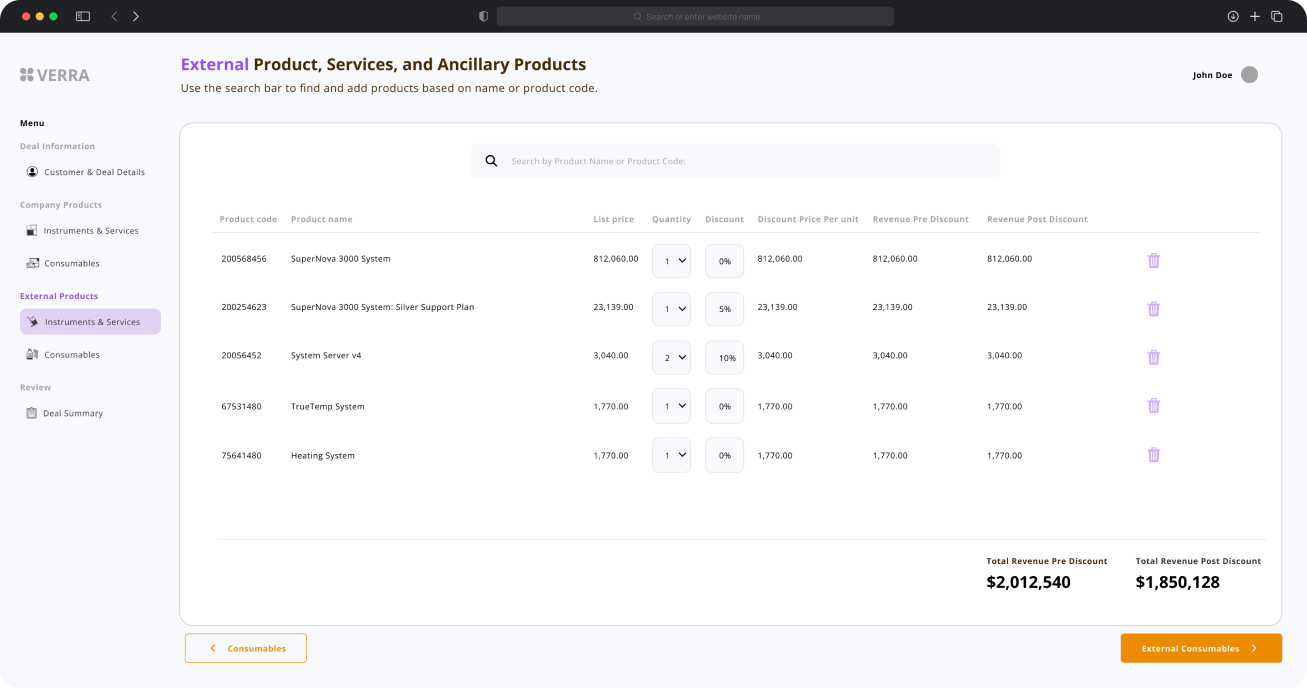 Search or enter website name
VERRA
External Product, Services, and Ancillary Products
Use the search bar to find and add products based on name or product code.
John Doe
Menu
Deal Information
Customer & Deal Details
Company Products
Instruments & Services
Consumables
External Products
Instruments & Services
Consumables
Review
Deal Summary
Search by Product Name or Product Code:
Product code Product name List price Quantity Discount Discount Price Per unit Revenue Pre Discount Revenue Post Discount
200568456 SuperNova 3000 System 812,060.00 1 0% 812,060.00 812,060.00 812,060.00
200254623 SuperNova 3000 System: Silver Support Plan 23,139.00 1 5% 23,139.00 23,139.00 23,139.00
20056452 System Server v4 3,040.00 2 10% 3,040.00 3,040.00 3,040.00
67531480 TrueTemp System 1,770.00 1 0% 1,770.00 1,770.00 1,770.00
75641480 Heating System 1,770.00 1 0% 1,770.00 1,770.00 1,770.00
Total Revenue Pre Discount Total Revenue Post Discount
$2,012,540 $1,850,128
Consumables
External Consumables